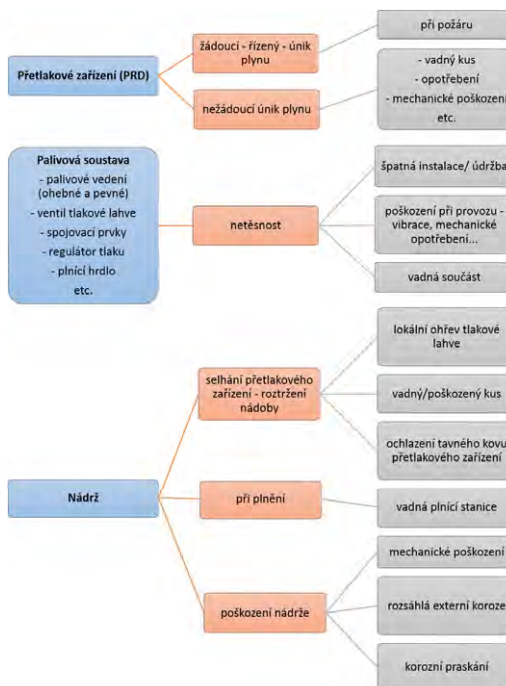 Přetlakové zařízení (PRD)
žádoucí - řízený - únik
plynu
při požáru
nežádoucí únik plynu
- vadný kus
- opotřebení
- mechanické poškození
etc.
Palivová soustava
- palivové vedení
(ohebné a pevné)
- ventil tlakové lahve
- spojovací prvky
- regulátor tlaku
- plnící hrdlo
etc.
netěsnost
špatná instalace/ údržba
poškození při provozu -
vibrace, mechanické
opotřebení...
vadná součást
Nádrž
selhání přetlakového
zařízení - roztržení
nádoby
lokální ohřev tlakové
lahve
vadný/poškozený kus
ochlazení tavného kovu
přetlakového zařízení
při plnění
vadná plnící stanice
poškození nádrže
mechanické poškození
rozsáhlá externí koroze
korozní praskání